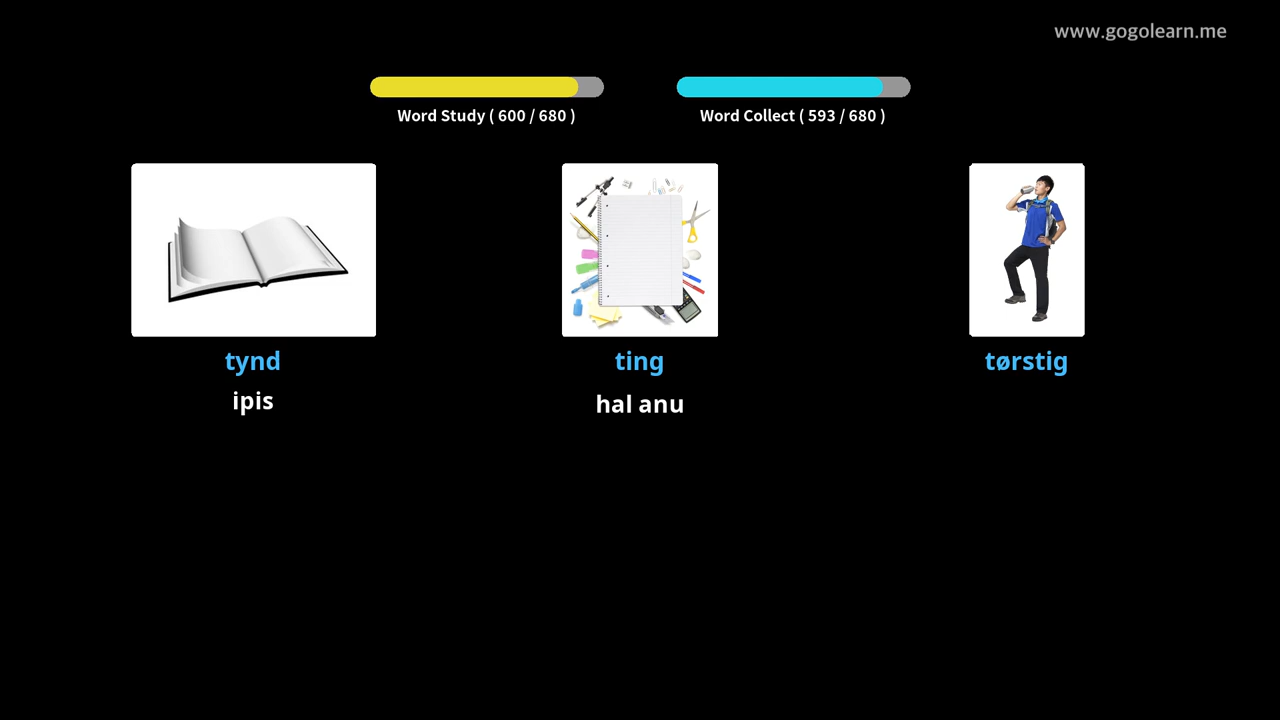 www.gogolearn.me
Word Study ( 600 / 680 )
Word Collect ( 593 / 680 )
tynd
ting
tørstig
ipis
hal anu